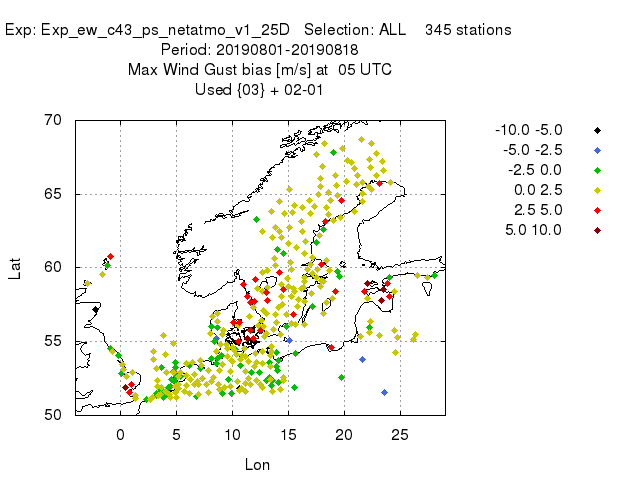 Exp: Exp_ew_c43_ps_netatmo_v1_25D   Selection: ALL    345 stations
Period: 20190801-20190818
Max Wind Gust bias [m/s] at  05 UTC
Used {03} + 02-01
-10.0 -5.0
-5.0 -2.5
-2.5  0.0
0.0  2.5
2.5  5.0
5.0  10.0
70
65
60
55
50
Lat
0 5 10 15 20 25
Lon